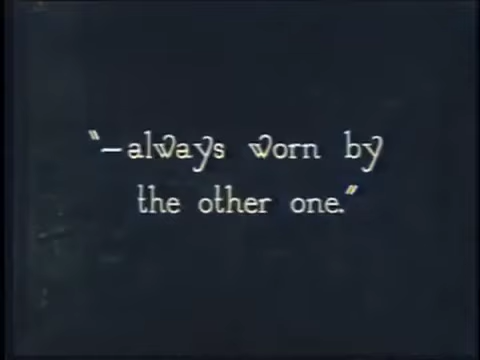 "—always worn by
the other one."